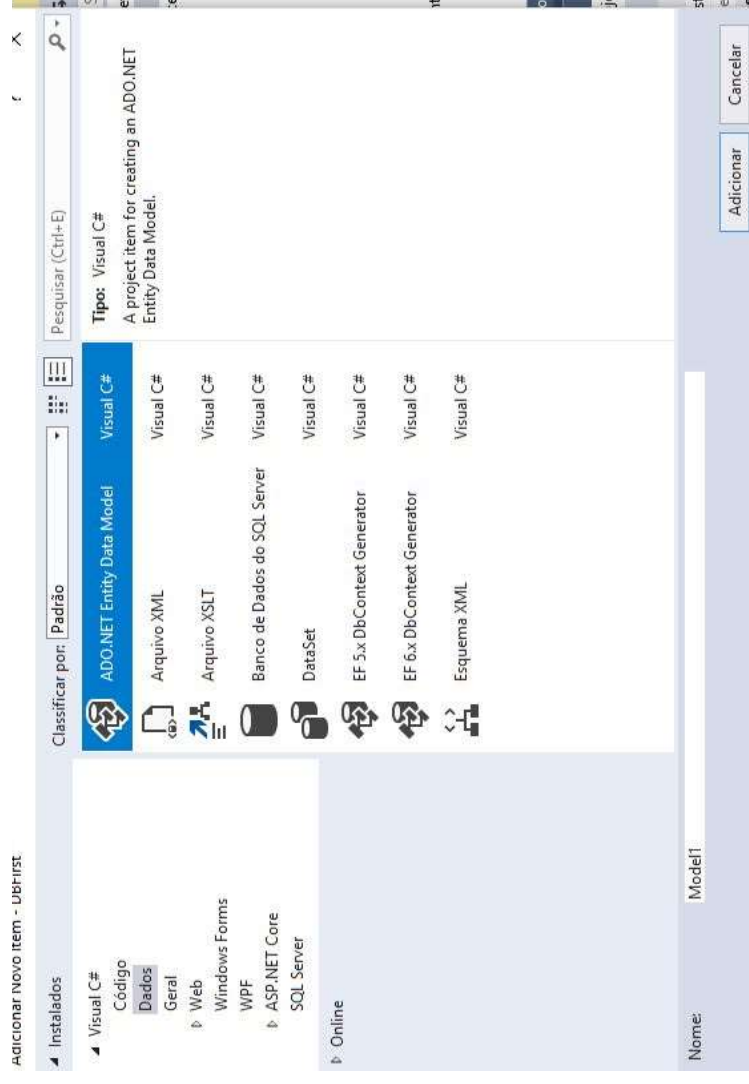 Adicionar Novo Item - DBFirst
? X
Instalados
Classificar por: Padrão
Pesquisar (Ctrl+E)
Visual C#
Código
Dados
Geral
Web
Windows Forms
WPF
ASP.NET Core
SQL Server
Online
ADO.NET Entity Data Model Visual C#
Arquivo XML Visual C#
Arquivo XSLT Visual C#
Banco de Dados do SQL Server Visual C#
DataSet Visual C#
EF 5.x DbContext Generator Visual C#
EF 6.x DbContext Generator Visual C#
Esquema XML Visual C#
Tipo: Visual C#
A project item for creating an ADO.NET
Entity Data Model.
Nome: Model1
Adicionar Cancelar